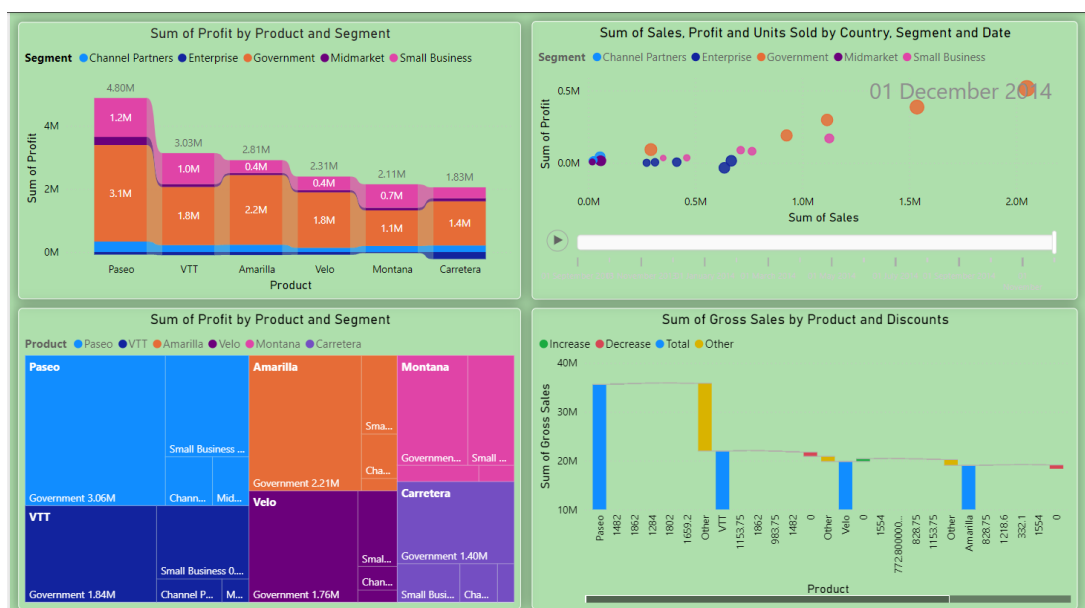 Sum of Profit by Product and Segment
Segment Channel Partners Enterprise Government Midmarket Small Business
4.80M
1.2M
3.1M
3.03M
1.0M
1.8M
2.81M
0.4M
2.2M
2.31M
0.4M
1.8M
2.11M
0.7M
1.1M
1.83M
1.4M
4M
2M
0M
Sum of Profit
Paseo VTT Amarilla Velo Montana Carretera
Product
Sum of Sales, Profit and Units Sold by Country, Segment and Date
Segment Channel Partners Enterprise Government Midmarket Small Business
01 December 2014
0.5M
0.0M
Sum of Profit
0.0M 0.5M 1.0M 1.5M 2.0M
Sum of Sales
Sum of Profit by Product and Segment
Product Paseo VTT Amarilla Velo Montana Carretera
Paseo
Small Business ...
Government 3.06M
Chann...
Mid...
VTT
Small Business 0....
Government 1.84M
Channel P...
M...
Amarilla
Sma...
Cha...
Government 2.21M
Velo
Smal...
Chan...
Government 1.76M
Montana
Governmen...
Small ...
Carretera
Government 1.40M
Small Busi...
Cha...
Sum of Gross Sales by Product and Discounts
Increase Decrease Total Other
40M
30M
20M
10M
Sum of Gross Sales
Paseo
1482
1862
1284
1802
1659.2
Other
VTT
1153.75
1862
983.75
1482
0
Other
Velo
0
1554
772.800000...
828.75
1153.75
Other
Amarilla
828.75
1218.6
332.1
1554
0
Product